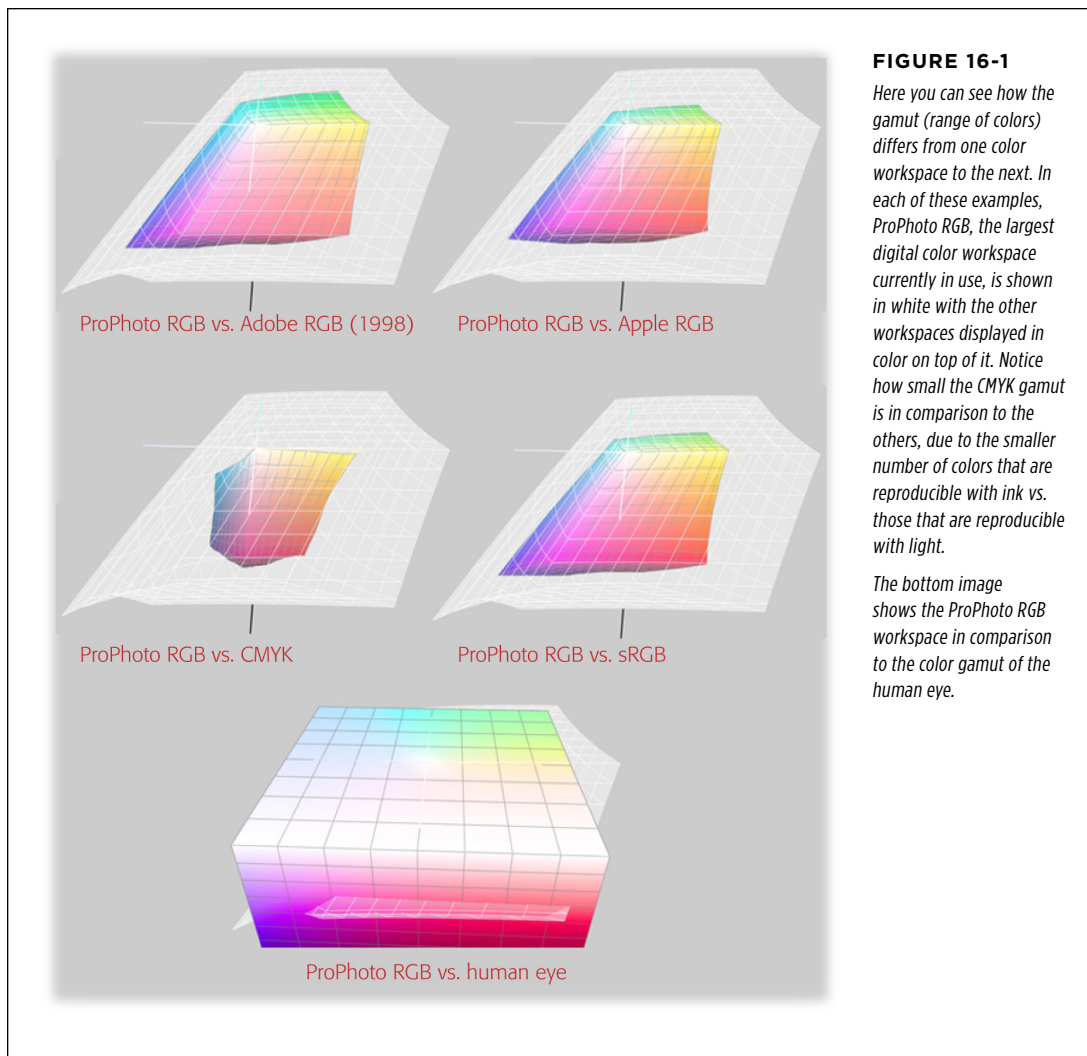 FIGURE 16-1
Here you can see how the
gamut (range of colors)
differs from one color
workspace to the next. In
each of these examples,
ProPhoto RGB, the largest
digital color workspace
currently in use, is shown
in white with the other
workspaces displayed in
color on top of it. Notice
how small the CMYK gamut
is in comparison to the
others, due to the smaller
number of colors that are
reproducible with ink vs.
those that are reproducible
with light.
The bottom image
shows the ProPhoto RGB
workspace in comparison
to the color gamut of the
human eye.
ProPhoto RGB vs. Adobe RGB (1998)
ProPhoto RGB vs. Apple RGB
ProPhoto RGB vs. CMYK
ProPhoto RGB vs. sRGB
ProPhoto RGB vs. human eye